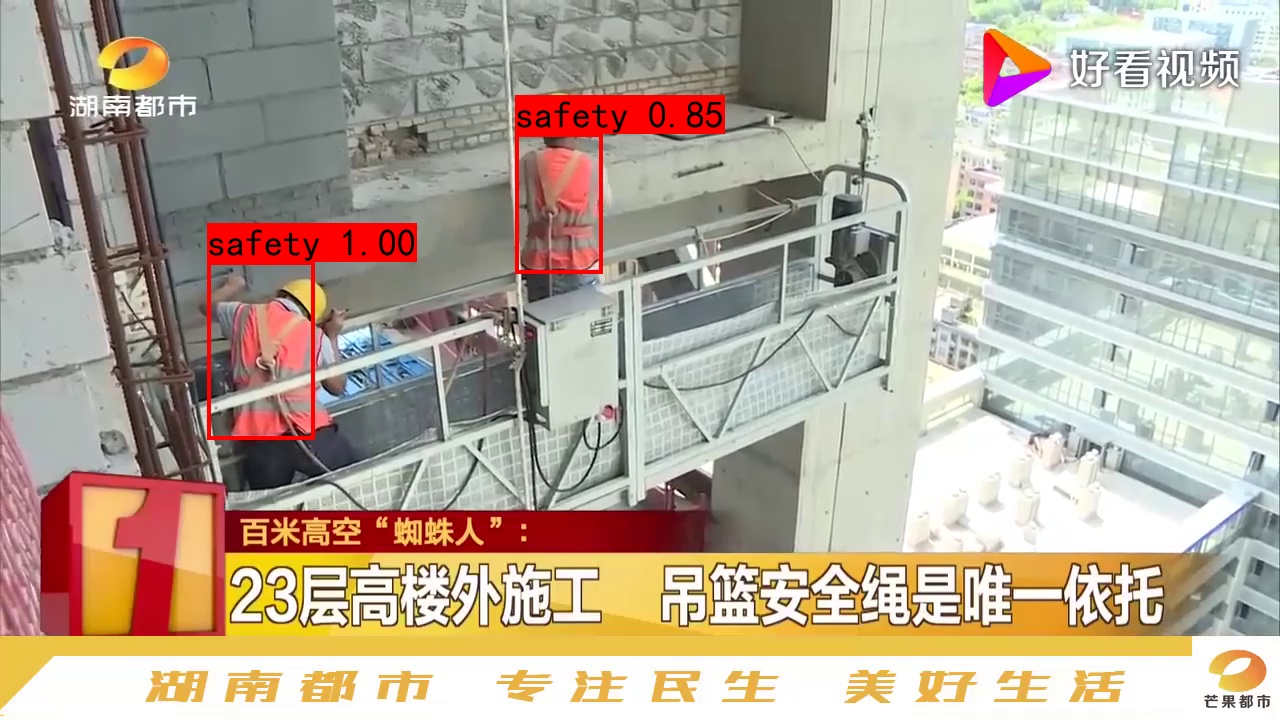 湖南都市
好看视频
safety 0.85
safety 1.00
1
百米高空“蜘蛛人”：
23层高楼外施工 吊篮安全绳是唯一依托
湖南都市 专注民生 美好生活
芒果都市